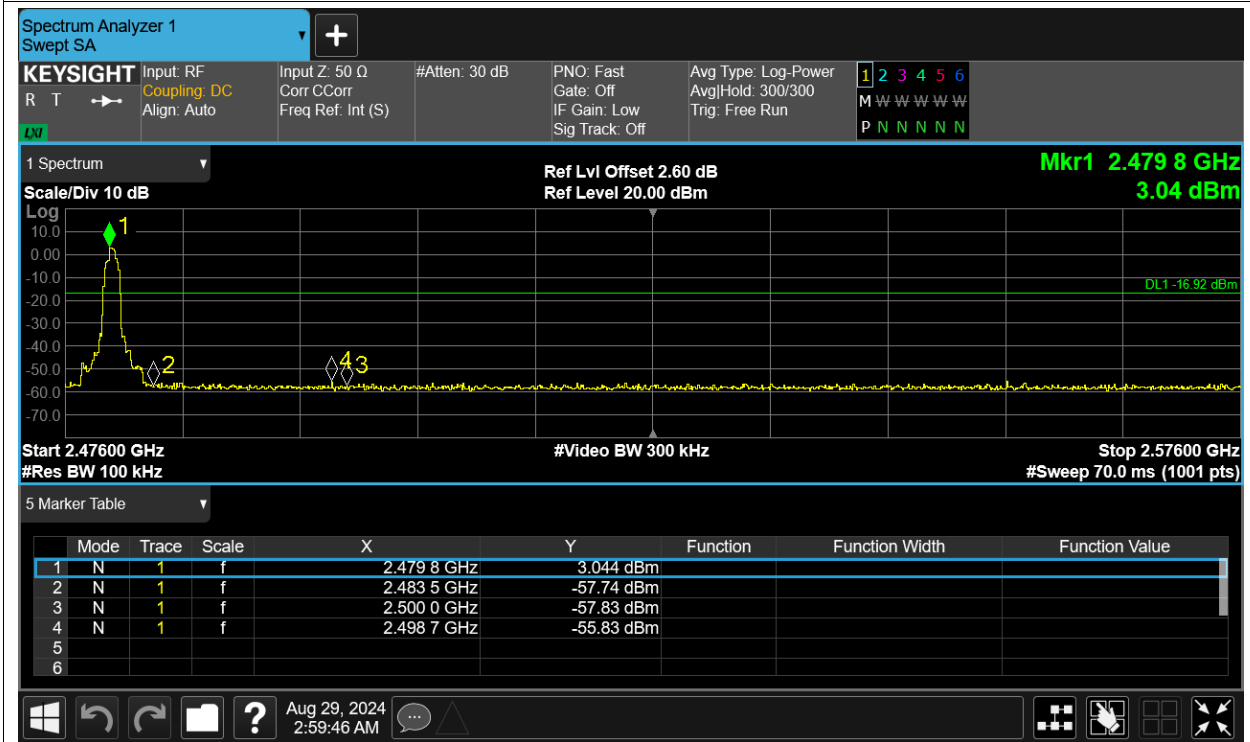 Spectrum Analyzer 1
Swept SA
+
KEYSIGHT
R T
LXI
Input: RF
Coupling: DC
Align: Auto
Input Z: 50 Ω
Corr CCorr
Freq Ref: Int (S)
#Atten: 30 dB
PNO: Fast
Gate: Off
IF Gain: Low
Sig Track: Off
Avg Type: Log-Power
Avg|Hold: 300/300
Trig: Free Run
1 2 3 4 5 6
M W W W W W
P N N N N N
1 Spectrum
Scale/Div 10 dB
Ref Lvl Offset 2.60 dB
Ref Level 20.00 dBm
Mkr1 2.479 8 GHz
3.04 dBm
Log
10.0
0.00
-10.0
-20.0
-30.0
-40.0
-50.0
-60.0
-70.0
1
2
4 3
DL1 -16.92 dBm
Start 2.47600 GHz
#Res BW 100 kHz
#Video BW 300 kHz
Stop 2.57600 GHz
#Sweep 70.0 ms (1001 pts)
5 Marker Table
Mode Trace Scale X Y Function Function Width Function Value
1 N 1 f 2.479 8 GHz 3.044 dBm
2 N 1 f 2.483 5 GHz -57.74 dBm
3 N 1 f 2.500 0 GHz -57.83 dBm
4 N 1 f 2.498 7 GHz -55.83 dBm
5
6
?
Aug 29, 2024
2:59:46 AM